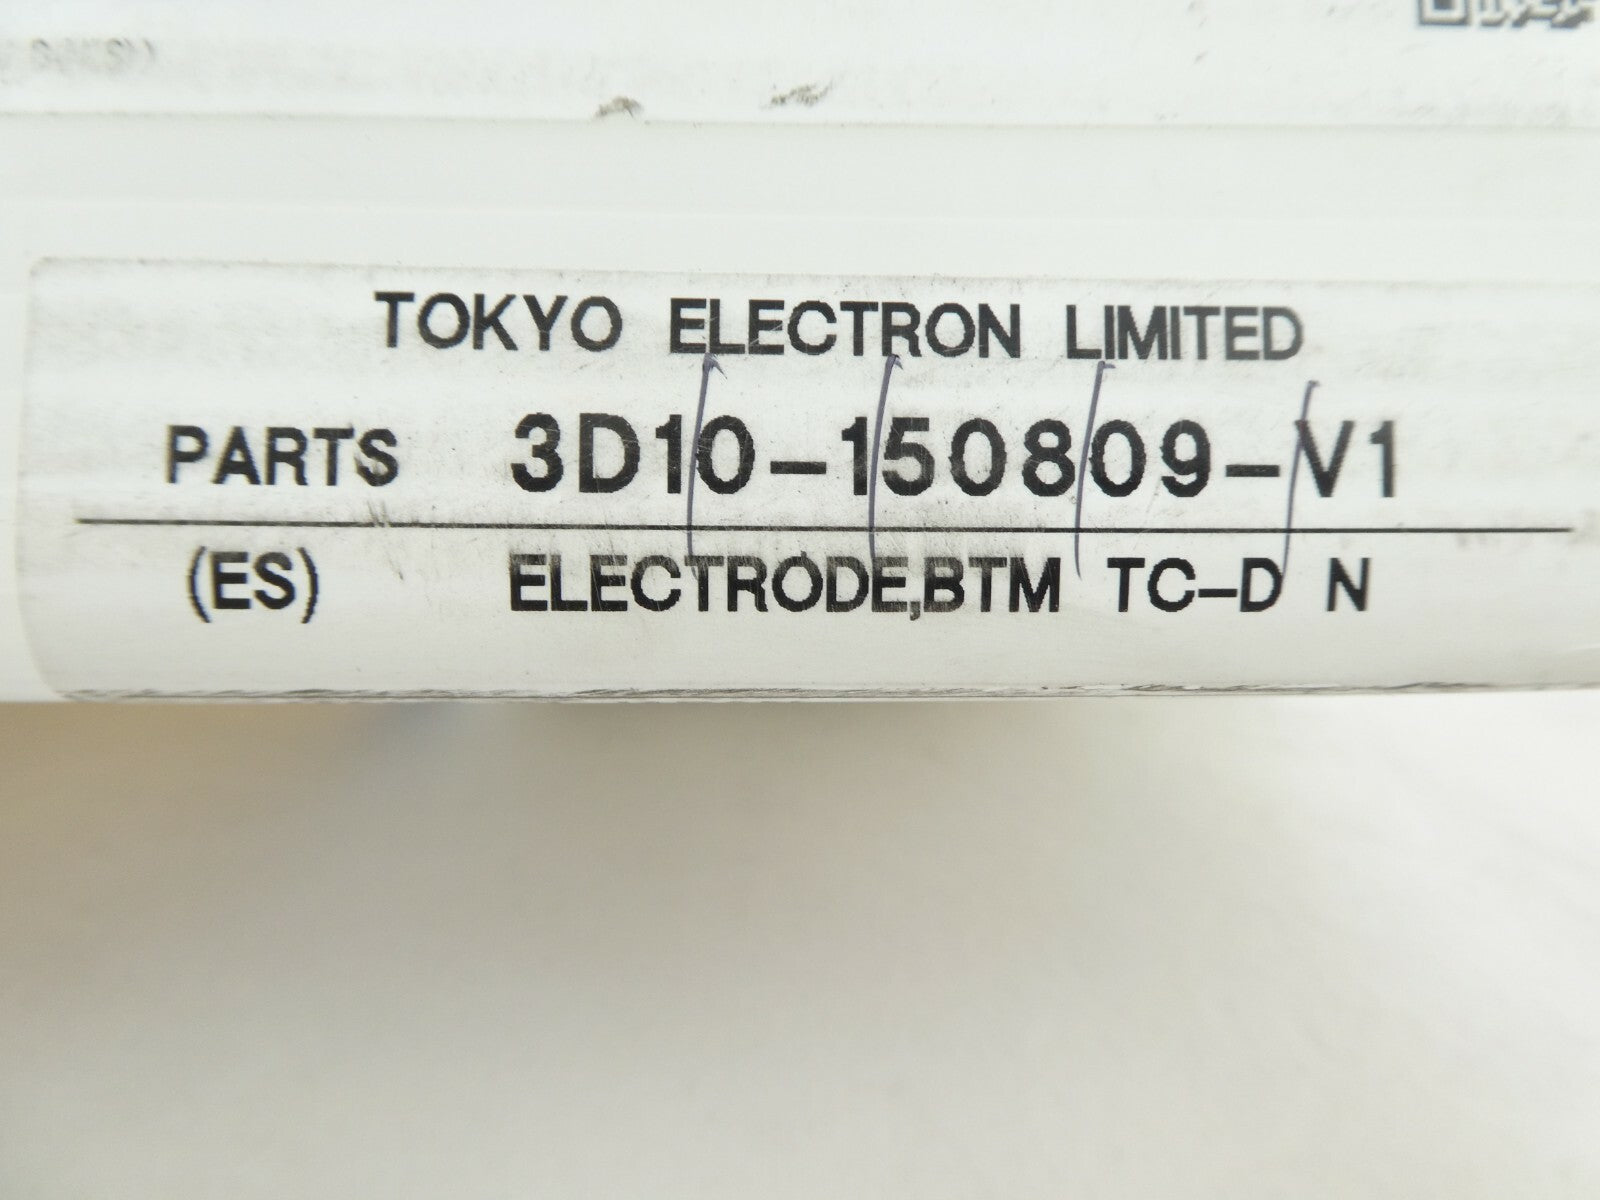 TOKYO ELECTRON LIMITED
PARTS 3D10-150809-V1
(ES) ELECTRODE,BTM TC-D N